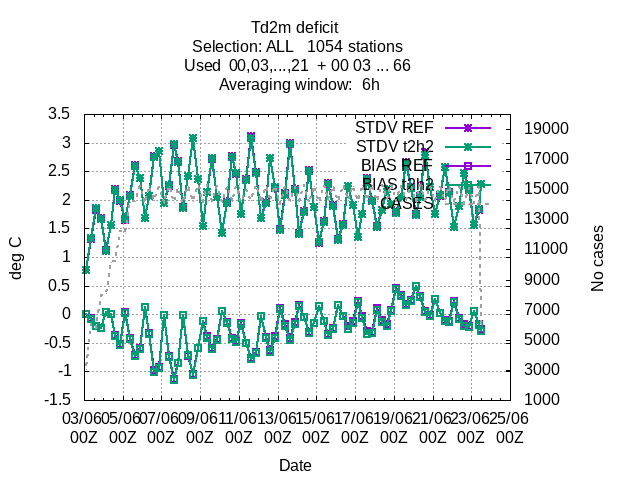 Td2m deficit
Selection: ALL   1054 stations
Used  00,03,...,21  + 00 03 ... 66
Averaging window:  6h
3.5
3
2.5
2
1.5
1
0.5
0
-0.5
-1
-1.5
deg C
STDV REF
STDV t2h2
BIAS REF
BIAS t2h2
CASES
19000
17000
15000
13000
11000
9000
7000
5000
3000
1000
No cases
03/06 05/06 07/06 09/06 11/06 13/06 15/06 17/06 19/06 21/06 23/06 25/06
00Z 00Z 00Z 00Z 00Z 00Z 00Z 00Z 00Z 00Z 00Z 00Z
Date